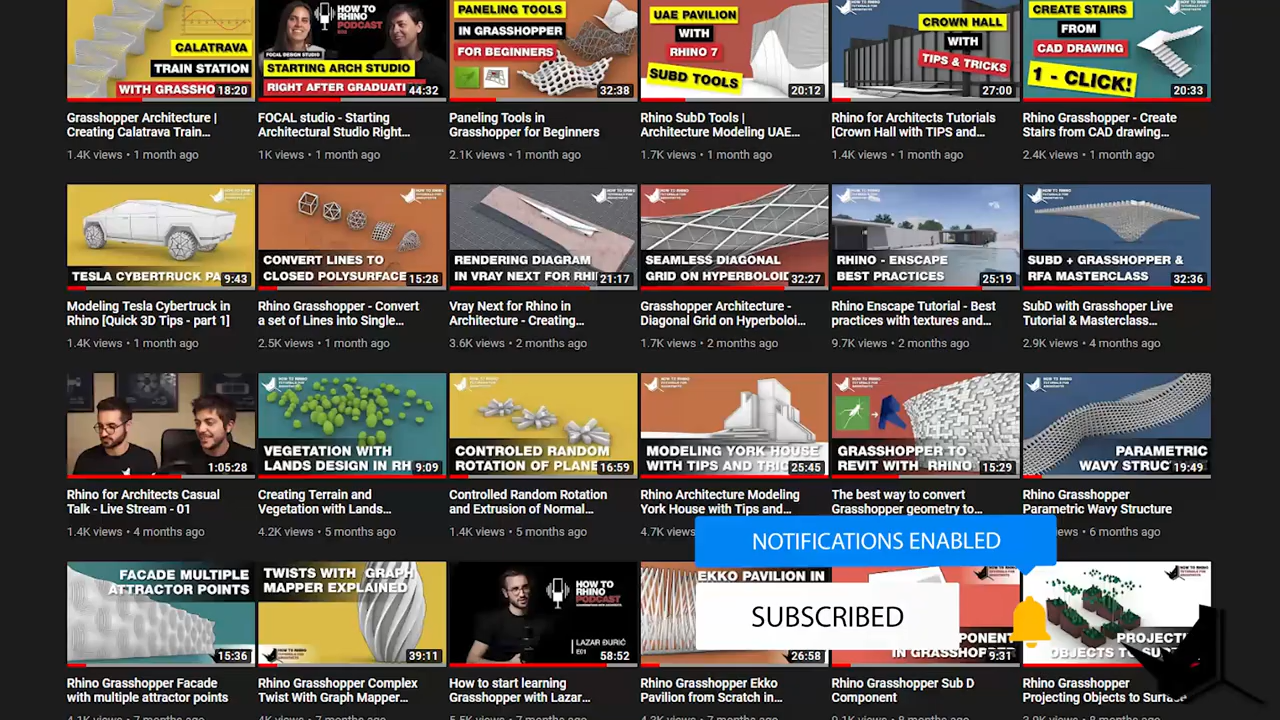 CALATRAVA
TRAIN STATION
WITH GRASSHO
18:20
HOW TO
RHINO
PODCAST
FOCAL DESIGN STUDIO
STARTING ARCH STUDIO
RIGHT AFTER GRADUATI
44:32
PANELING TOOLS
IN GRASSHOPPER
FOR BEGINNERS
32:38
UAE PAVILION
WITH
RHINO 7
SUBD TOOLS
20:12
CROWN HALL
WITH
TIPS & TRICKS
27:00
CREATE STAIRS
FROM
CAD DRAWING
1 - CLICK!
20:33
Grasshopper Architecture |
Creating Calatrava Train...
1.4K views • 1 month ago
FOCAL studio - Starting
Architectural Studio Right...
1K views • 1 month ago
Paneling Tools in
Grasshopper for Beginners
2.1K views • 1 month ago
Rhino SubD Tools |
Architecture Modeling UAE...
1.7K views • 1 month ago
Rhino for Architects Tutorials
[Crown Hall with TIPS and...
1.4K views • 1 month ago
Rhino Grasshopper - Create
Stairs from CAD drawing...
2.4K views • 1 month ago
TESLA CYBERTRUCK PA
9:43
CONVERT LINES TO
CLOSED POLYSURFACE
15:28
RENDERING DIAGRAM
IN VRAY NEXT FOR RHI
21:17
SEAMLESS DIAGONAL
GRID ON HYPERBOLOID
32:27
RHINO - ENSCAPE
BEST PRACTICES
25:19
SUBD + GRASSHOPPER &
RFA MASTERCLASS
32:36
Modeling Tesla Cybertruck in
Rhino [Quick 3D Tips - part 1]
1.4K views • 1 month ago
Rhino Grasshopper - Convert
a set of Lines into Single...
2.5K views • 1 month ago
Vray Next for Rhino in
Architecture - Creating...
3.6K views • 2 months ago
Grasshopper Architecture -
Diagonal Grid on Hyperboloi...
1.7K views • 2 months ago
Rhino Enscape Tutorial - Best
practices with textures and...
9.7K views • 2 months ago
SubD with Grasshoper Live
Tutorial & Masterclass...
2.9K views • 4 months ago
1:05:28
VEGETATION WITH
LANDS DESIGN IN RH
9:09
CONTROLED RANDOM
ROTATION OF PLANE
16:59
MODELING YORK HOUSE
WITH TIPS AND TRIC
25:45
GRASSHOPPER TO
REVIT WITH RHINO
15:29
PARAMETRIC
WAVY STRUC
19:49
Rhino for Architects Casual
Talk - Live Stream - 01
1.4K views • 4 months ago
Creating Terrain and
Vegetation with Lands...
4.2K views • 5 months ago
Controlled Random Rotation
and Extrusion of Normal...
1.4K views • 5 months ago
Rhino Architecture Modeling
York House with Tips and...
4.7K views
The best way to convert
Grasshopper geometry to...
Rhino Grasshopper
Parametric Wavy Structure
• 6 months ago
NOTIFICATIONS ENABLED
SUBSCRIBED
FACADE MULTIPLE
ATTRACTOR POINTS
15:36
TWISTS WITH GRAPH
MAPPER EXPLAINED
39:11
HOW TO
RHINO
PODCAST
LAZAR ĐURIĆ
E01
58:52
EKKO PAVILION IN
26:58
PONENT
IN GRASSHOPPER
9:31
PROJECTI
OBJECTS TO SU
Rhino Grasshopper Facade
with multiple attractor points
Rhino Grasshopper Complex
Twist With Graph Mapper...
How to start learning
Grasshopper with Lazar...
Rhino Grasshopper Ekko
Pavilion from Scratch in...
Rhino Grasshopper Sub D
Component
Rhino Grasshopper
Projecting Objects to Surfa